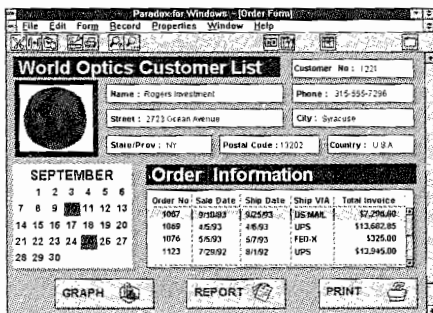 Paradox for Windows - [Order Form]
File Edit Form Record Properties Window Help
World Optics Customer List
Customer No : 1221
Name : Rogers Investment
Phone : 315-555-7296
Street : 2723 Ocean Avenue
City : Syracuse
State/Prov : NY
Postal Code : 13202
Country : USA
SEPTEMBER
1 2 3 4 5 6
7 8 9 11 12 13
14 15 16 17 18 19 20
21 22 23 24 26 27
28 29 30
Order Information
Order No Sale Date Ship Date Ship VIA Total Invoice
1067 9/10/93 9/25/93 US MAIL $7,296.60
1069 4/5/93 4/6/93 UPS $13,682.85
1076 5/5/93 5/7/93 FED-X $325.00
1123 7/29/92 8/1/92 UPS $13,945.00
GRAPH
REPORT
PRINT